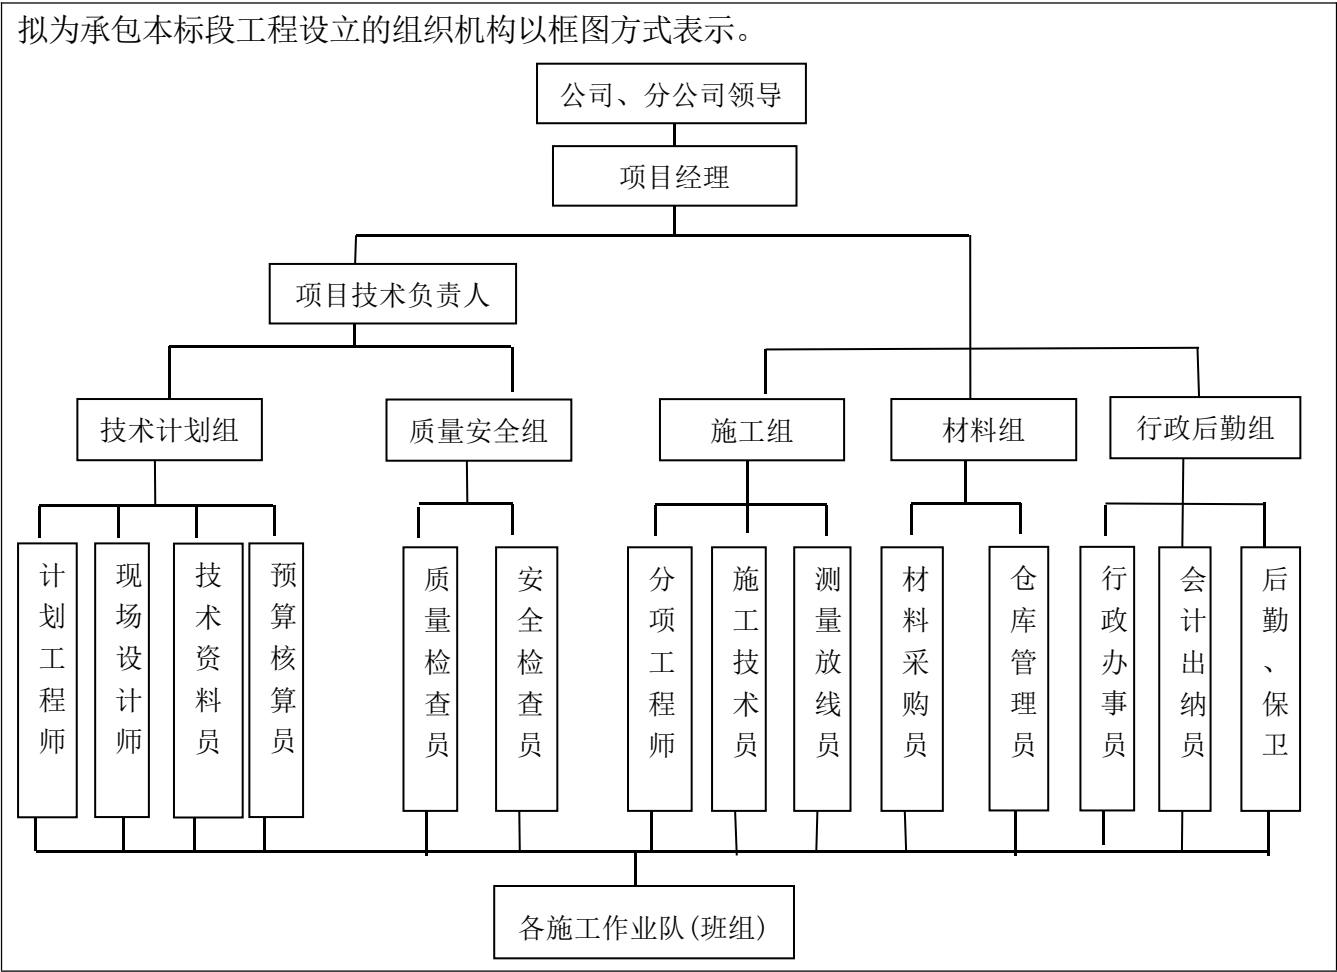 拟为承包本标段工程设立的组织机构以框图方式表示。
公司、分公司领导
项目经理
项目技术负责人
技术计划组
质量安全组
施工组
材料组
行政后勤组
计划工程师
现场设计师
技术资料员
预算核算员
质量检查员
安全检查员
分项工程师
施工技术员
测量放线员
材料采购员
仓库管理员
行政办事员
会计出纳员
后勤、保卫
各施工作业队(班组)